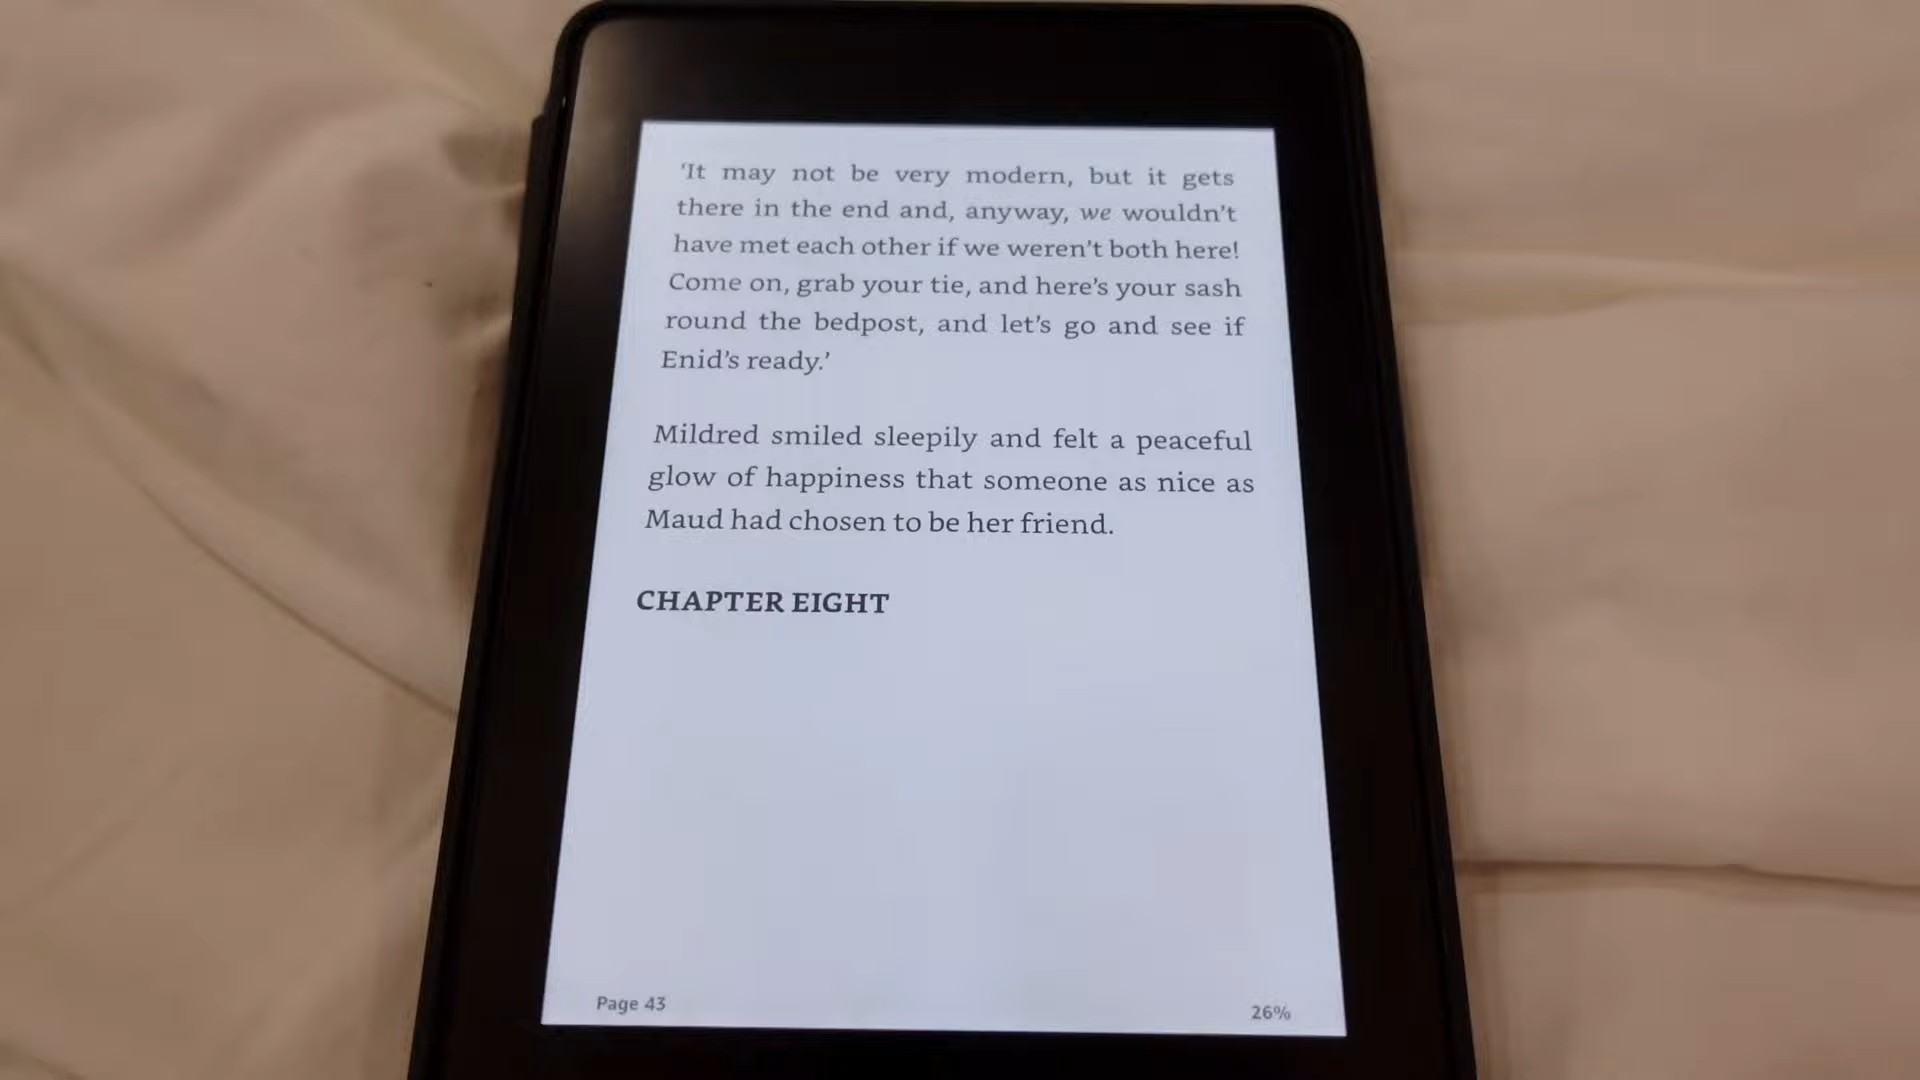 ‘It may not be very modern, but it gets
there in the end and, anyway, we wouldn’t
have met each other if we weren’t both here!
Come on, grab your tie, and here’s your sash
round the bedpost, and let’s go and see if
Enid’s ready.’
Mildred smiled sleepily and felt a peaceful
glow of happiness that someone as nice as
Maud had chosen to be her friend.
CHAPTER EIGHT
Page 43
26%